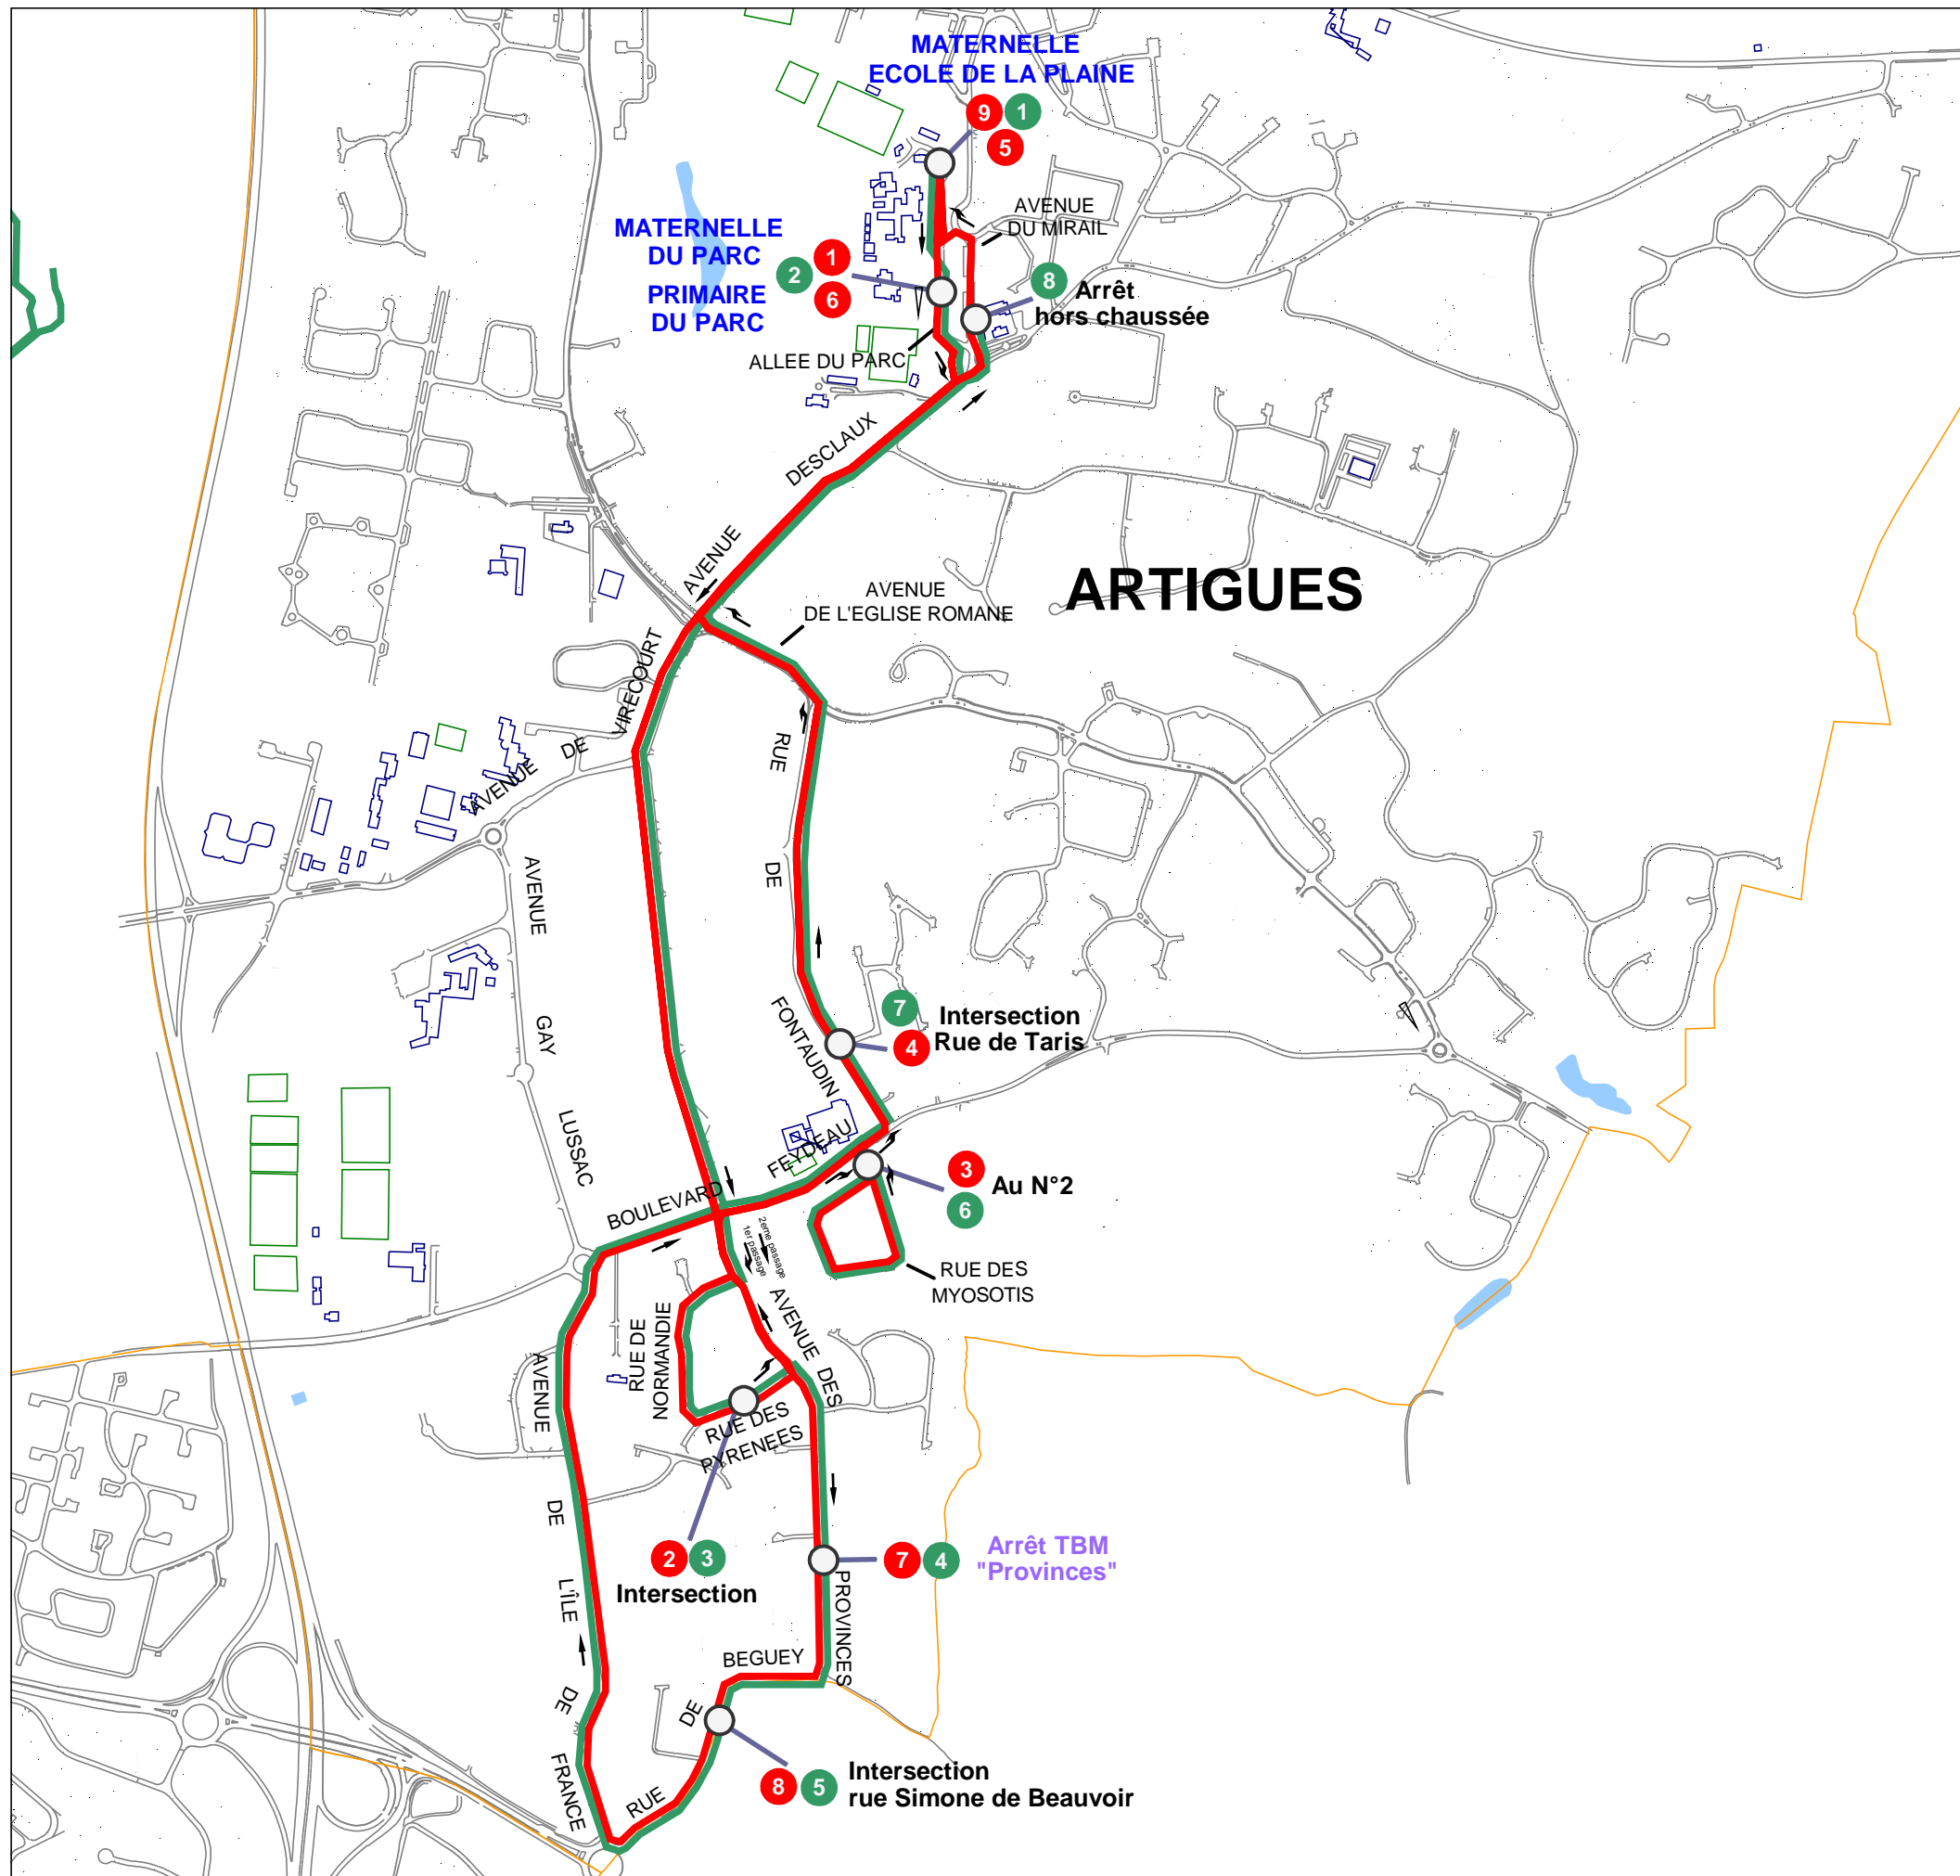 MATERNELLE
ECOLE DE LA PLAINE
9 1
5
AVENUE
DU MIRAIL
MATERNELLE
DU PARC
PRIMAIRE
DU PARC
2 1
6
8
Arrêt
hors chaussée
ALLEE DU PARC
AVENUE DESCLAUX
AVENUE
DE L'EGLISE ROMANE
ARTIGUES
AVENUE DE VIRECOURT
RUE DE FONTAUDIN
AVENUE GAY LUSSAC
7
4
Intersection
Rue de Taris
BOULEVARD FEYDEAU
3
6
Au N°2
1er passage
2eme passage
RUE DES
MYOSOTIS
AVENUE DES PROVINCES
RUE DE
NORMANDIE
RUE DES
PYRENEES
AVENUE DE L'ÎLE DE FRANCE
2 3
Intersection
7 4
Arrêt TBM
"Provinces"
RUE DE BEGUEY
8 5
Intersection
rue Simone de Beauvoir